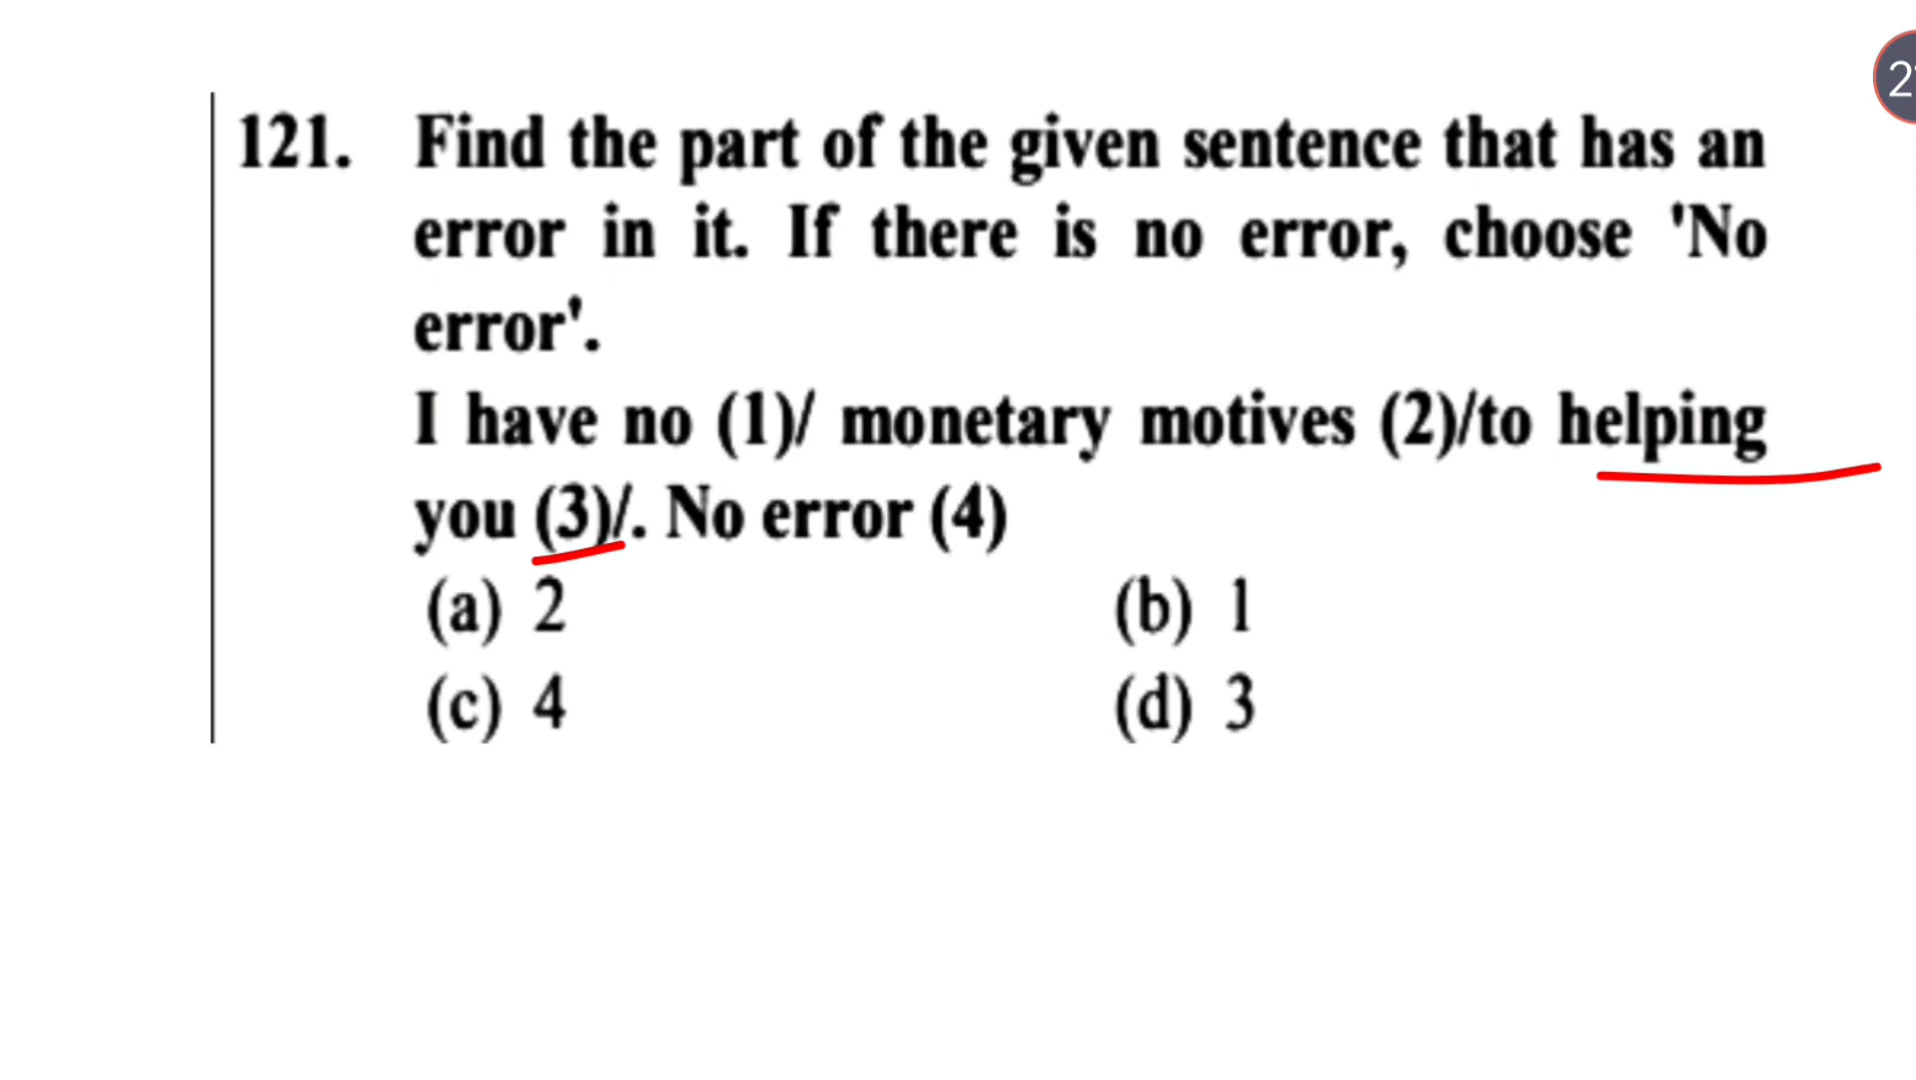 121. Find the part of the given sentence that has an
error in it. If there is no error, choose 'No
error'.
I have no (1)/ monetary motives (2)/to helping
you (3)/. No error (4)
(a) 2 (b) 1
(c) 4 (d) 3